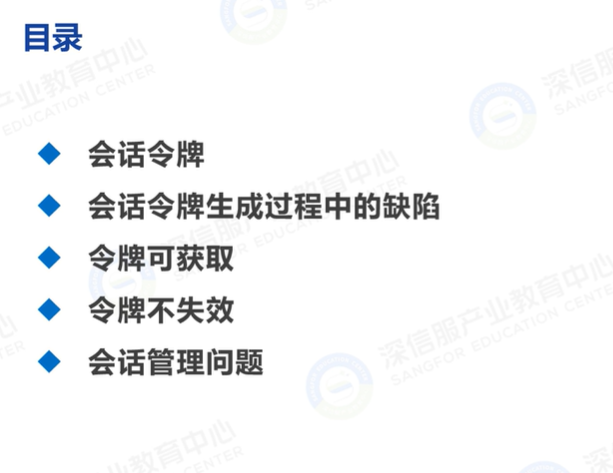 目录
会话令牌
会话令牌生成过程中的缺陷
令牌可获取
令牌不失效
会话管理问题
深信服产业教育中心
SANGFOR EDUCATION CENTER